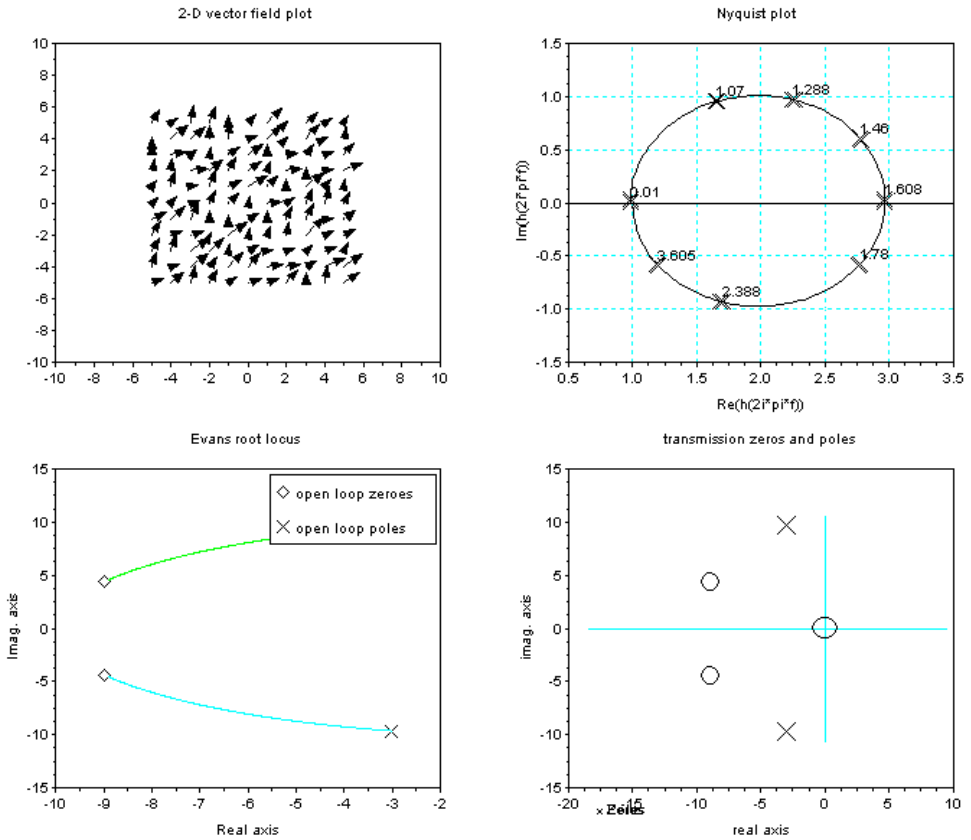 2-D vector field plot
10
8
6
4
2
0
-2
-4
-6
-8
-10
-10 -8 -6 -4 -2 0 2 4 6 8 10
Nyquist plot
1.5
1.0
0.5
0.0
-0.5
-1.0
-1.5
Im(h(2i*pi*f))
1.07
1.288
1.46
0.01
1.608
3.605
1.78
2.388
0.5 1.0 1.5 2.0 2.5 3.0 3.5
Re(h(2i*pi*f))
Evans root locus
15
10
5
0
-5
-10
-15
Imag. axis
open loop zeroes
open loop poles
-10 -9 -8 -7 -6 -5 -4 -3 -2
Real axis
transmission zeros and poles
15
10
5
0
-5
-10
-15
imag. axis
-20 -15 -10 -5 0 5 10
real axis